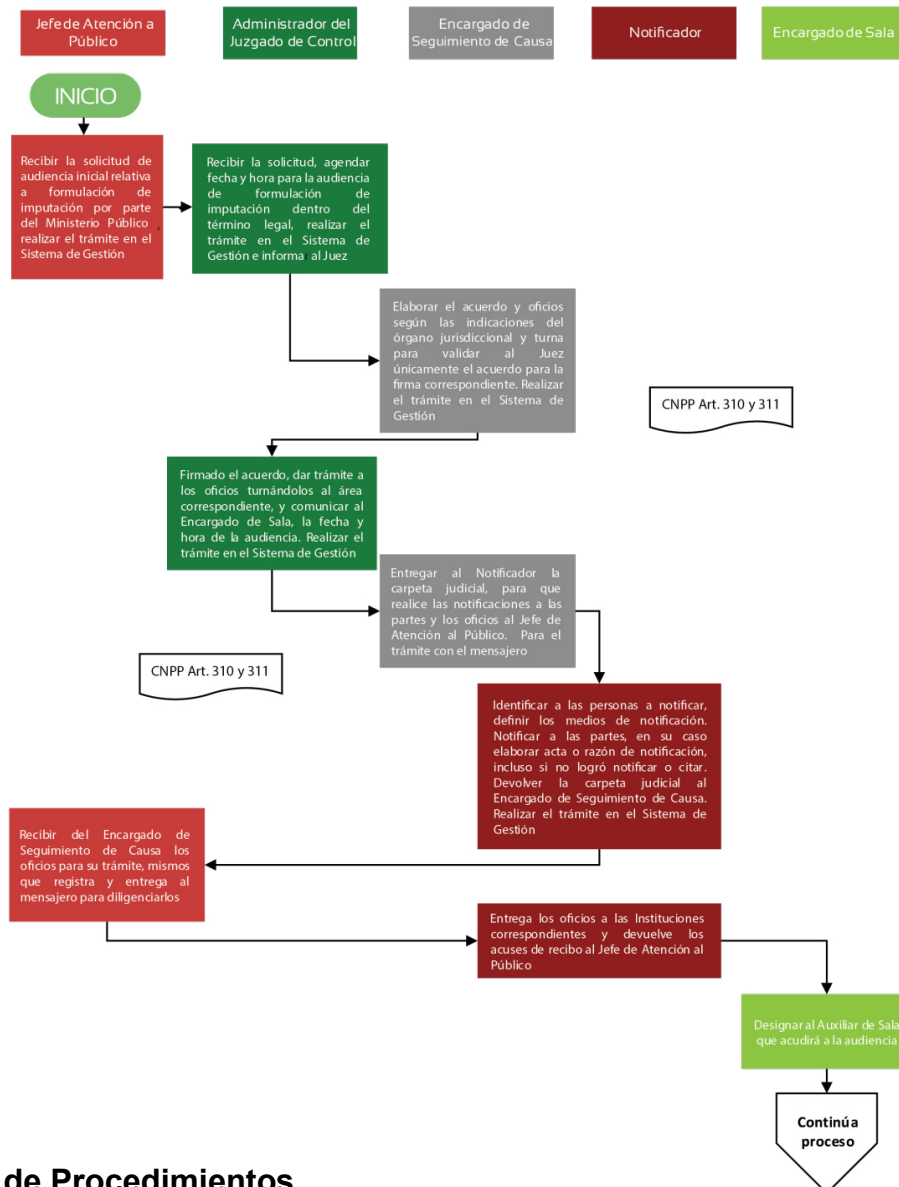 Jefe de Atención a
Público
Administrador del
Juzgado de Control
Encargado de
Seguimiento de Causa
Notificador
Encargado de Sala
INICIO
Recibir la solicitud de
audiencia inicial relativa
a formulación de
imputación por parte
del Ministerio Público ,
realizar el trámite en el
Sistema de Gestión
Recibir la solicitud, agendar
fecha y hora para la audiencia
de formulación de
imputación dentro del
término legal, realizar el
trámite en el Sistema de
Gestión e informar al Juez
Elaborar el acuerdo y oficios
según las indicaciones del
órgano jurisdiccional y turna
para validar al Juez
únicamente el acuerdo para la
firma correspondiente. Realizar
el trámite en el Sistema de
Gestión
CNPP Art. 310 y 311
Firmado el acuerdo, dar trámite a
los oficios turnándolos al área
correspondiente, y comunicar al
Encargado de Sala, la fecha y
hora de la audiencia. Realizar el
trámite en el Sistema de Gestión
Entregar al Notificador la
carpeta judicial, para que
realice las notificaciones a las
partes y los oficios al Jefe de
Atención al Público. Para el
trámite con el mensajero
CNPP Art. 310 y 311
Identificar a las personas a notificar,
definir los medios de notificación.
Notificar a las partes, en su caso
elaborar acta o razón de notificación,
incluso si no logró notificar o citar.
Devolver la carpeta judicial al
Encargado de Seguimiento de Causa.
Realizar el trámite en el Sistema de
Gestión
Recibir del Encargado de
Seguimiento de Causa los
oficios para su trámite, mismos
que registra y entrega al
mensajero para diligenciarlos
Entrega los oficios a las Instituciones
correspondientes y devuelve los
acuses de recibo al Jefe de Atención al
Público
Designar al Auxiliar de Sala
que acudirá a la audiencia
Continúa
proceso
de Procedimientos